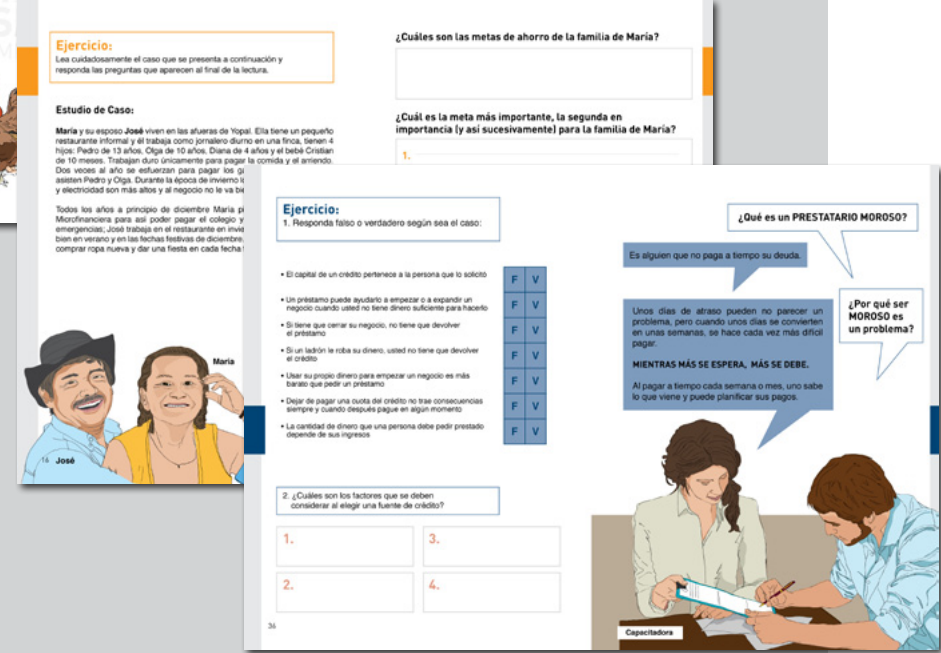 Ejercicio:
Lea cuidadosamente el caso que se presenta a continuación y
responda las preguntas que aparecen al final de la lectura.
Estudio de Caso:
María y su esposo José viven en las afueras de Yopal. Ella tiene un pequeño
restaurante informal y él trabaja como jornalero diurno en una finca, tienen 4
hijos: Pedro de 13 años, Olga de 10 años, Diana de 4 años y el bebé Cristian
de 10 meses. Trabajan duro únicamente para pagar la comida y el arriendo.
Dos veces al año se esfuerzan para pagar los
asisten Pedro y Olga. Durante la época de invierno
y electricidad son más altos y al negocio no le va
Todos los años a principio de diciembre María
Microfinanciera para así poder pagar el colegio y
emergencias; José trabaja en el restaurante en
bien en verano y en las fechas festivas de diciembre.
comprar ropa nueva y dar una fiesta en cada fecha
María
16 José
¿Cuáles son las metas de ahorro de la familia de María?
¿Cuál es la meta más importante, la segunda en
importancia (y así sucesivamente) para la familia de María?
1.
Ejercicio:
1. Responda falso o verdadero según sea el caso:
• El capital de un crédito pertenece a la persona que lo solicitó F V
• Un préstamo puede ayudarlo a empezar o a expandir un
negocio cuando usted no tiene dinero suficiente para hacerlo F V
• Si tiene que cerrar su negocio, no tiene que devolver
el préstamo F V
• Si un ladrón le roba su dinero, usted no tiene que devolver
el crédito F V
• Usar su propio dinero para empezar un negocio es más
barato que pedir un préstamo F V
• Dejar de pagar una cuota del crédito no trae consecuencias
siempre y cuando después pague en algún momento F V
• La cantidad de dinero que una persona debe pedir prestado
depende de sus ingresos F V
2. ¿Cuáles son los factores que se deben
considerar al elegir una fuente de crédito?
1.
3.
2.
4.
36
¿Qué es un PRESTATARIO MOROSO?
Es alguien que no paga a tiempo su deuda.
¿Por qué ser
MOROSO es
un problema?
Unos días de atraso pueden no parecer un
problema, pero cuando unos días se convierten
en unas semanas, se hace cada vez más difícil
pagar.
MIENTRAS MÁS SE ESPERA, MÁS SE DEBE.
Al pagar a tiempo cada semana o mes, uno sabe
lo que viene y puede planificar sus pagos.
Capacitadora